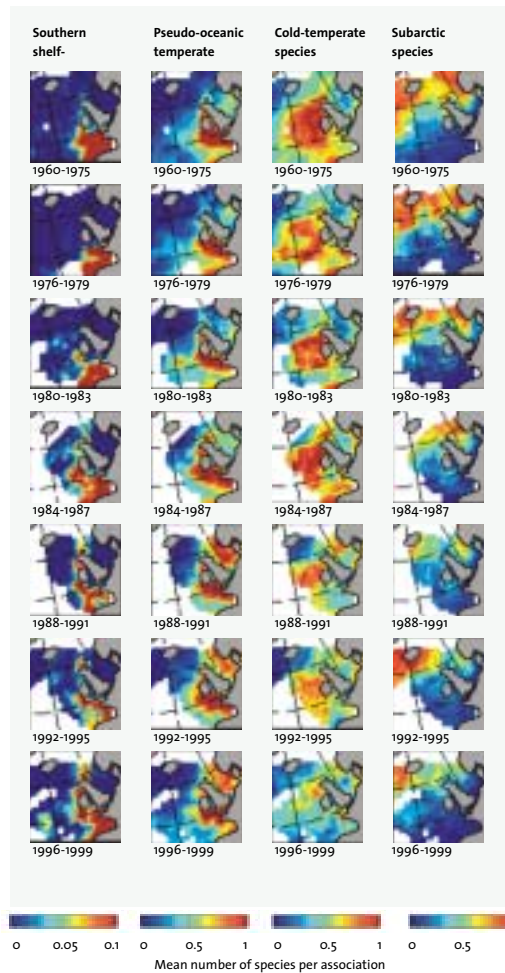 Southern shelf-
Pseudo-oceanic temperate
Cold-temperate species
Subarctic species
1960-1975 1960-1975 1960-1975 1960-1975
1976-1979 1976-1979 1976-1979 1976-1979
1980-1983 1980-1983 1980-1983 1980-1983
1984-1987 1984-1987 1984-1987 1984-1987
1988-1991 1988-1991 1988-1991 1988-1991
1992-1995 1992-1995 1992-1995 1992-1995
1996-1999 1996-1999 1996-1999 1996-1999
0 0.05 0.1 0 0.5 1 0 0.5 1 0 0.5
Mean number of species per association